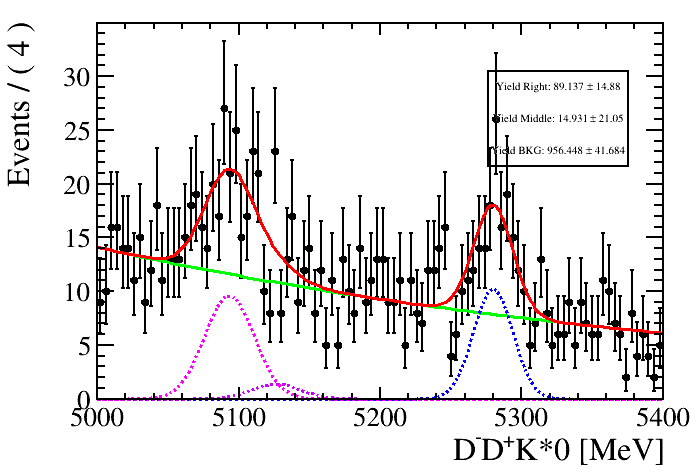 Events / ( 4 )
30
25
20
15
10
5
0
Yield Right: 89.137 ± 14.88
Yield Middle: 14.931 ± 21.05
Yield BKG: 956.448 ± 41.684
5000 5100 5200 5300 5400
D⁻D⁺K*0 [MeV]